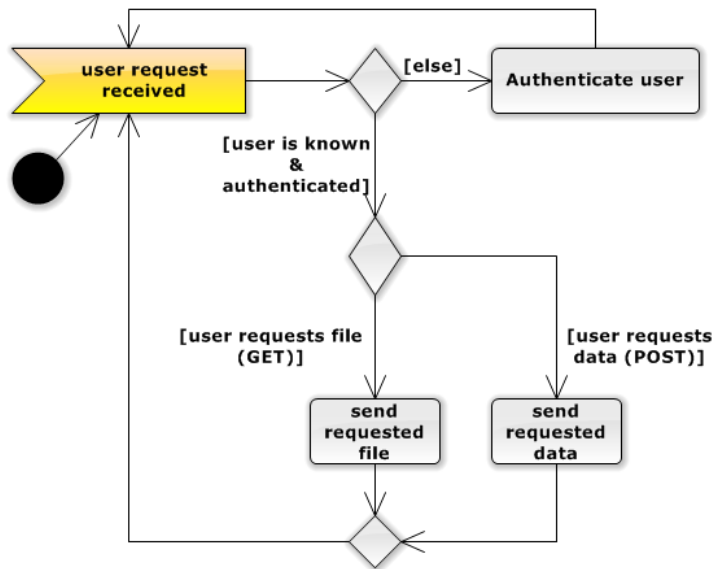 user request
received
[else]
Authenticate user
[user is known
&
authenticated]
[user requests file
(GET)]
[user requests
data (POST)]
send
requested
file
send
requested
data